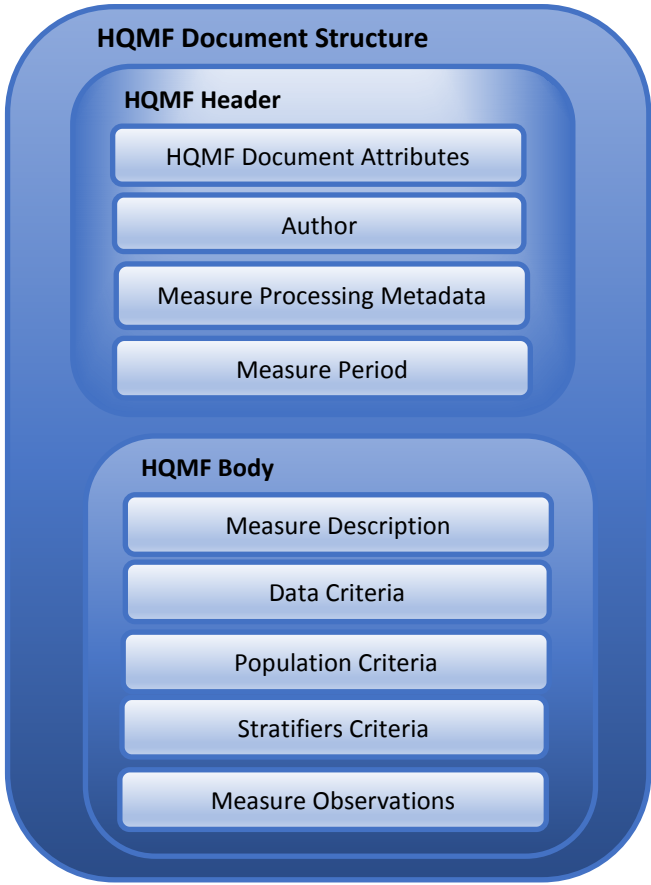 HQMF Document Structure
HQMF Header
HQMF Document Attributes
Author
Measure Processing Metadata
Measure Period
HQMF Body
Measure Description
Data Criteria
Population Criteria
Stratifiers Criteria
Measure Observations